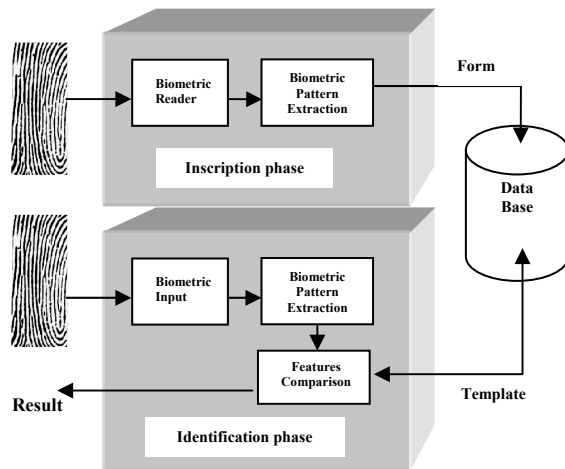 Biometric
Reader
Biometric
Pattern
Extraction
Form
Inscription phase
Data
Base
Biometric
Input
Biometric
Pattern
Extraction
Features
Comparison
Result
Template
Identification phase